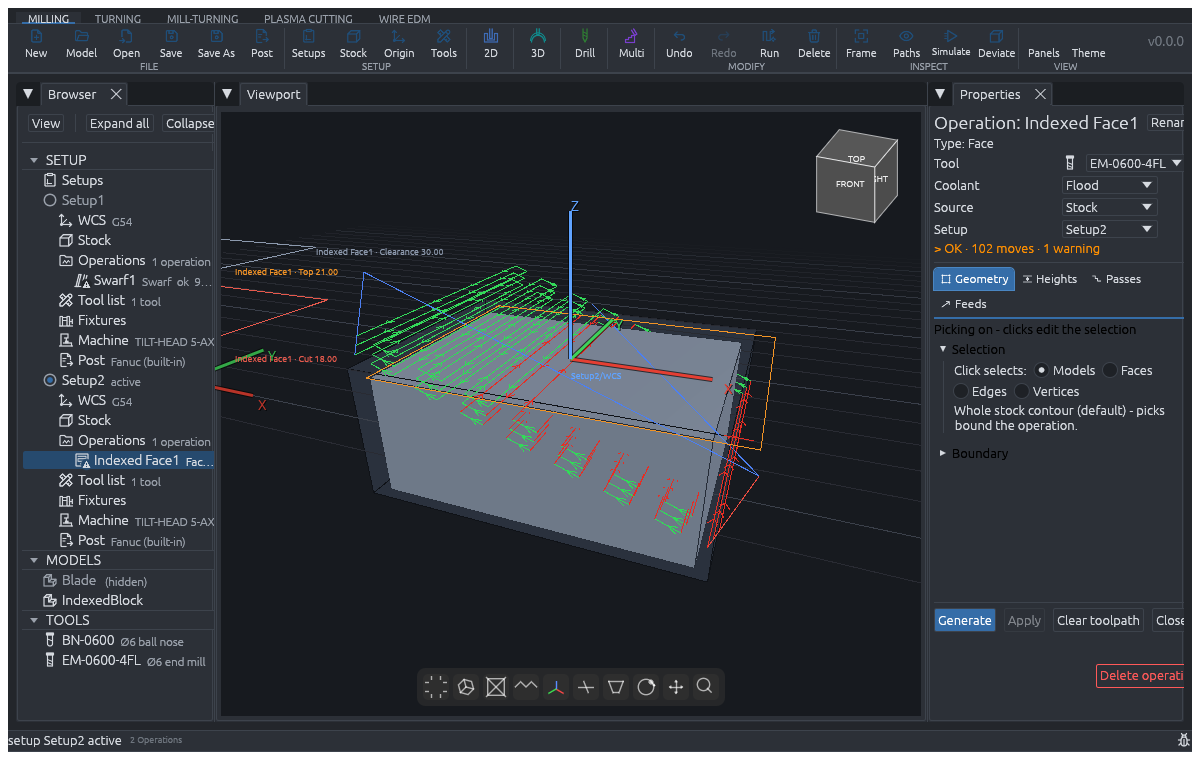 MILLING TURNING MILL-TURNING PLASMA CUTTING WIRE EDM
New Model Open Save Save As Post Setups Stock Origin Tools 2D 3D Drill Multi Undo Redo Run Delete Frame Paths Simulate Deviate Panels Theme v0.0.0
FILE SETUP MODIFY INSPECT VIEW
Browser
View Expand all Collapse
SETUP
Setups
Setup1
WCS G54
Stock
Operations 1 operation
Swarf1 Swarf ok 9...
Tool list 1 tool
Fixtures
Machine TILT-HEAD 5-AX
Post Fanuc (built-in)
Setup2 active
WCS G54
Stock
Operations 1 operation
Indexed Face1 Fac...
Tool list 1 tool
Fixtures
Machine TILT-HEAD 5-AX
Post Fanuc (built-in)
MODELS
Blade (hidden)
IndexedBlock
TOOLS
BN-0600 Ø6 ball nose
EM-0600-4FL Ø6 end mill
Viewport
TOP
FRONT
Z
Indexed Face1 · Clearance 30.00
Indexed Face1 · Top 21.00
Indexed Face1 · Cut 18.00
Y
X
Setup2/WCS
Properties
Operation: Indexed Face1
Type: Face
Tool EM-0600-4FL
Coolant Flood
Source Stock
Setup Setup2
> OK · 102 moves · 1 warning
Geometry Heights Passes
Feeds
Picking on - clicks edit the selection
Selection
Click selects: Models Faces
Edges Vertices
Whole stock contour (default) - picks
bound the operation.
Boundary
Generate Apply Clear toolpath Close
Delete operati
setup Setup2 active 2 Operations